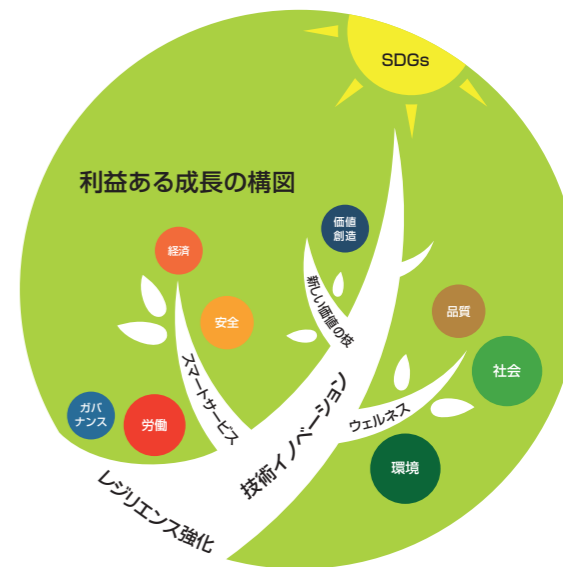 SDGs
利益ある成長の構図
価値
創造
経済
新しい価値の枝
安全
品質
社会
スマートサービス
ガバ
ナンス
労働
ウェルネス
技術イノベーション
環境
レジリエンス強化